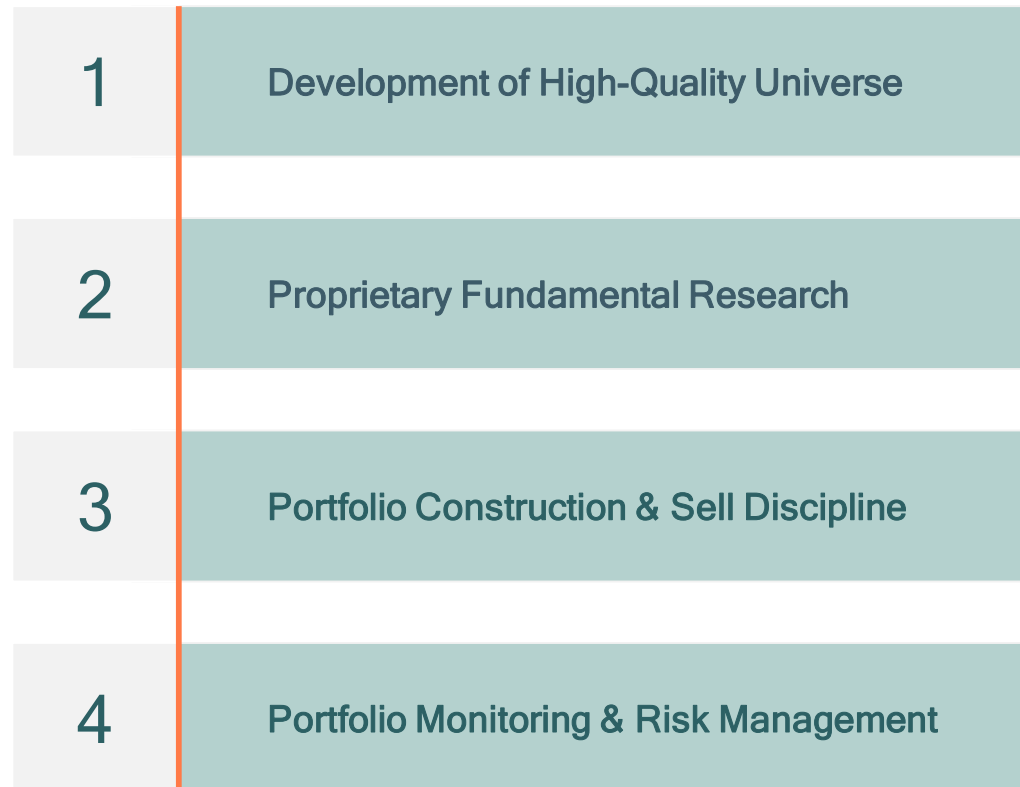 1
Development of High-Quality Universe
2
Proprietary Fundamental Research
3
Portfolio Construction & Sell Discipline
4
Portfolio Monitoring & Risk Management